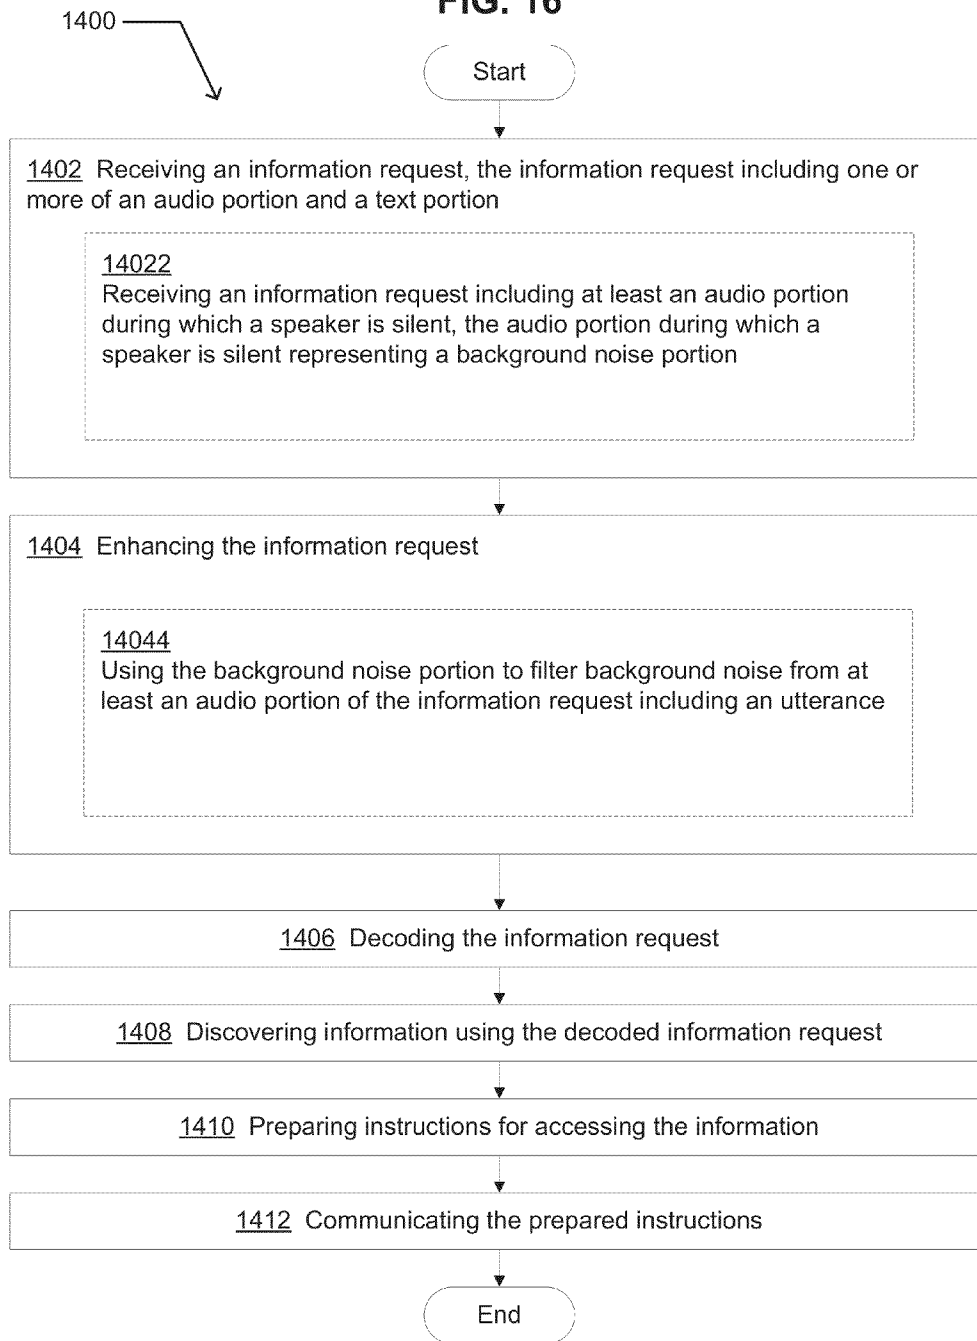 FIG. 16
1400
Start
1402 Receiving an information request, the information request including one or
more of an audio portion and a text portion
14022
Receiving an information request including at least an audio portion
during which a speaker is silent, the audio portion during which a
speaker is silent representing a background noise portion
1404 Enhancing the information request
14044
Using the background noise portion to filter background noise from at
least an audio portion of the information request including an utterance
1406 Decoding the information request
1408 Discovering information using the decoded information request
1410 Preparing instructions for accessing the information
1412 Communicating the prepared instructions
End